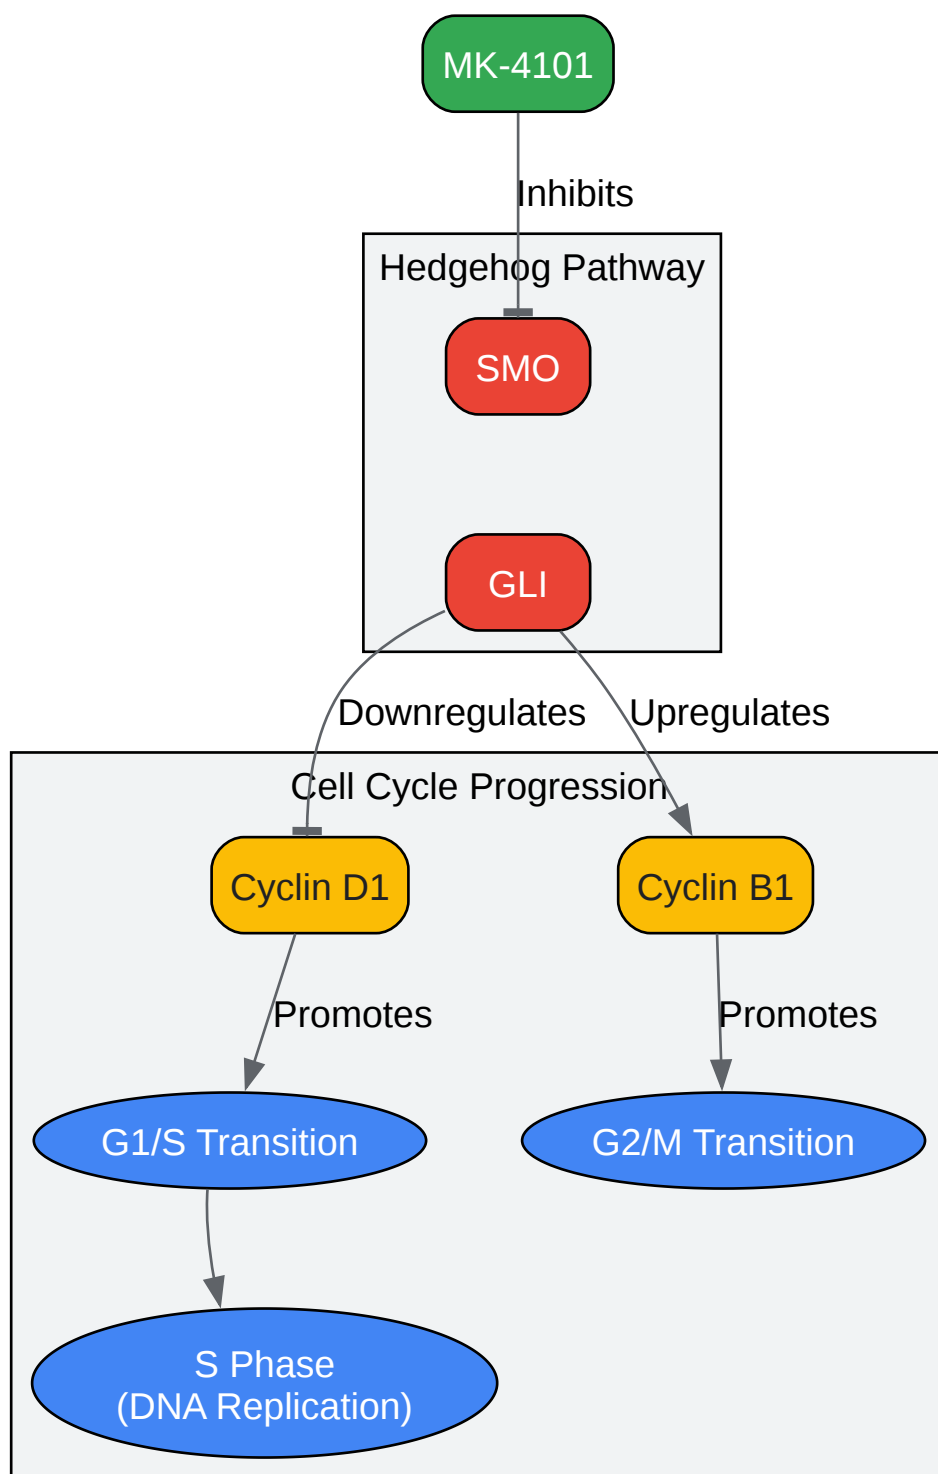 MK-4101
Inhibits
Hedgehog Pathway
SMO
GLI
Downregulates
Upregulates
Cell Cycle Progression
Cyclin D1
Cyclin B1
Promotes
Promotes
G1/S Transition
G2/M Transition
S Phase
(DNA Replication)